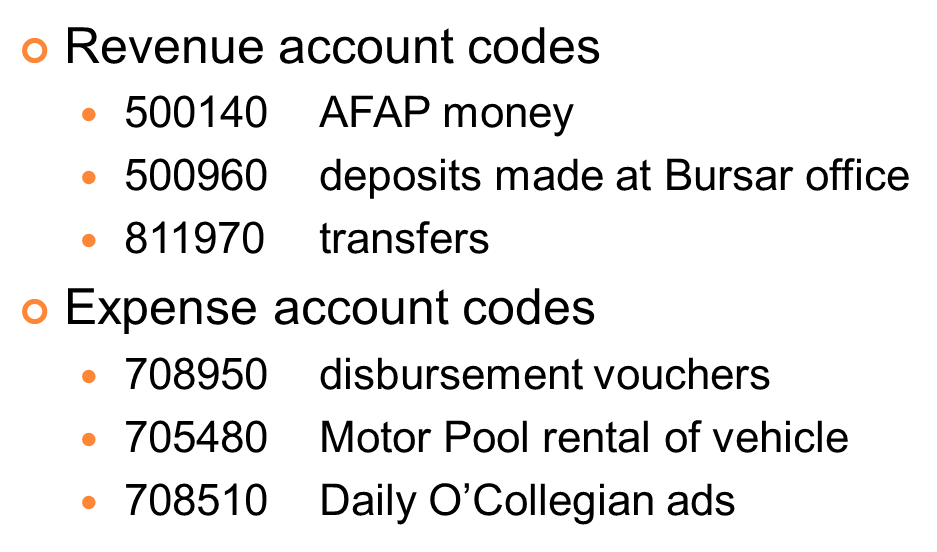 Revenue account codes
500140 AFAP money
500960 deposits made at Bursar office
811970 transfers
Expense account codes
708950 disbursement vouchers
705480 Motor Pool rental of vehicle
708510 Daily O’Collegian ads